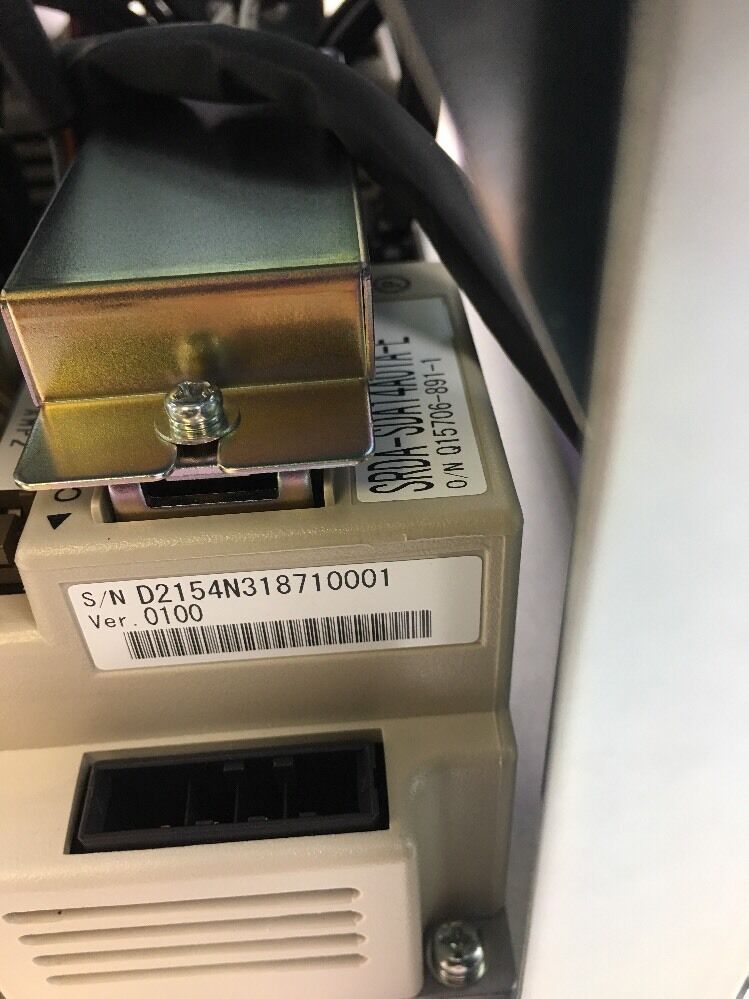 SRDA-SDA14A01A-E
O/N Q15706-891-1
S/N D2154N318710001
Ver. 0100